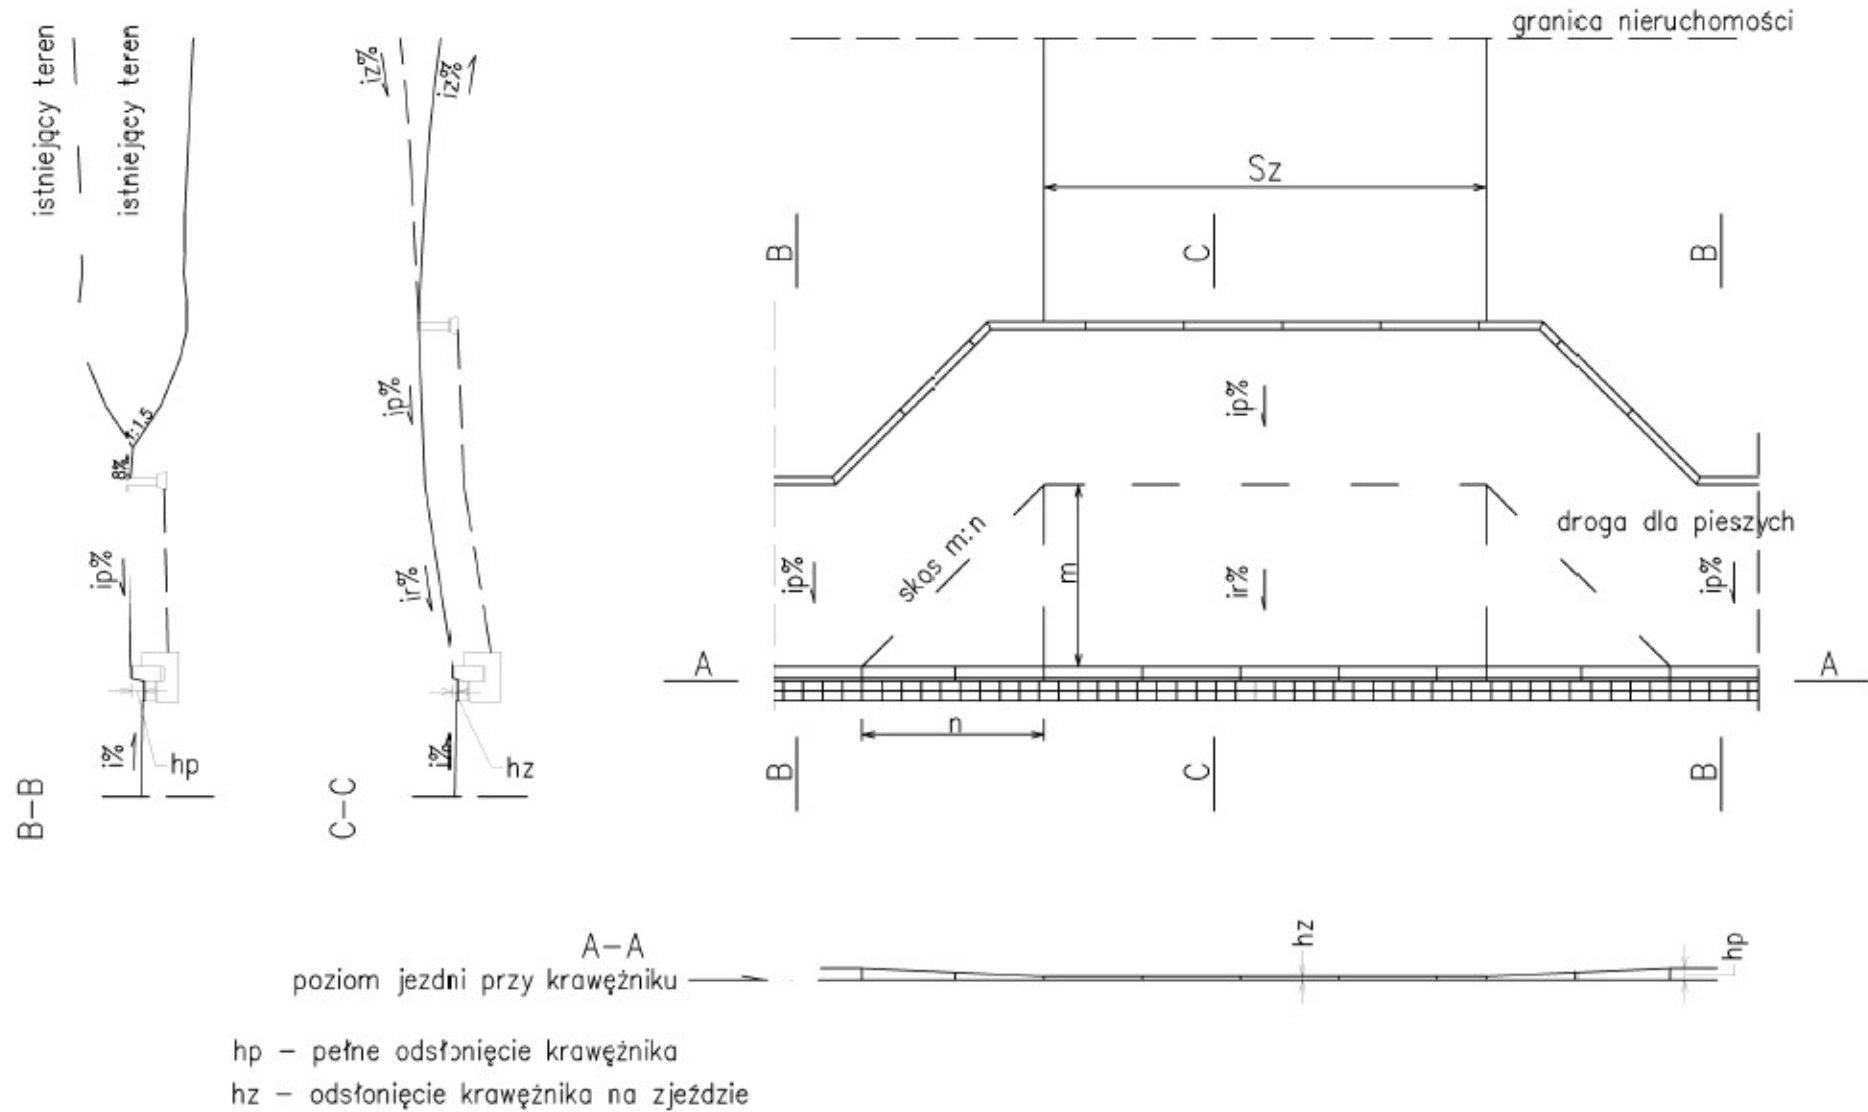 granica nieruchomości
istniejący teren
istniejący teren
iz%
iz%
Sz
B
C
B
1:1.5
8%
ip%
ip%
droga dla pieszych
skos m:n
m
ip%
ip%
ir%
ir%
ip%
A
A
n
i%
hp
i%
hz
B
C
B
B-B
C-C
A-A
hz
hp
poziom jezdni przy krawężniku
hp – pełne odsłonięcie krawężnika
hz – odsłonięcie krawężnika na zjeździe